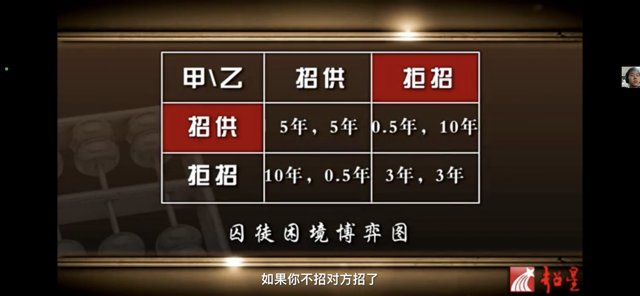 甲\乙 招供 拒招
招供 5年，5年 0.5年，10年
拒招 10年，0.5年 3年，3年
囚徒困境博弈图
如果你不招对方招了
超星